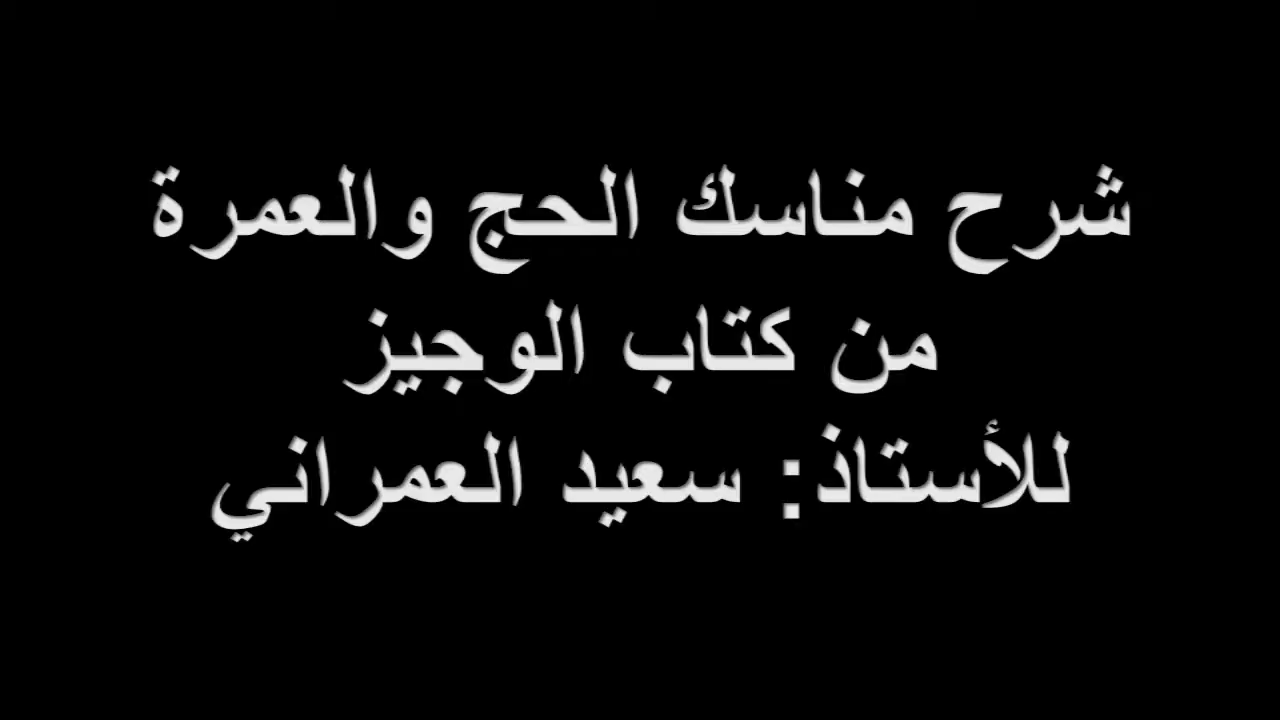 شرح مناسك الحج والعمرة
من كتاب الوجيز
للأستاذ: سعيد العمراني